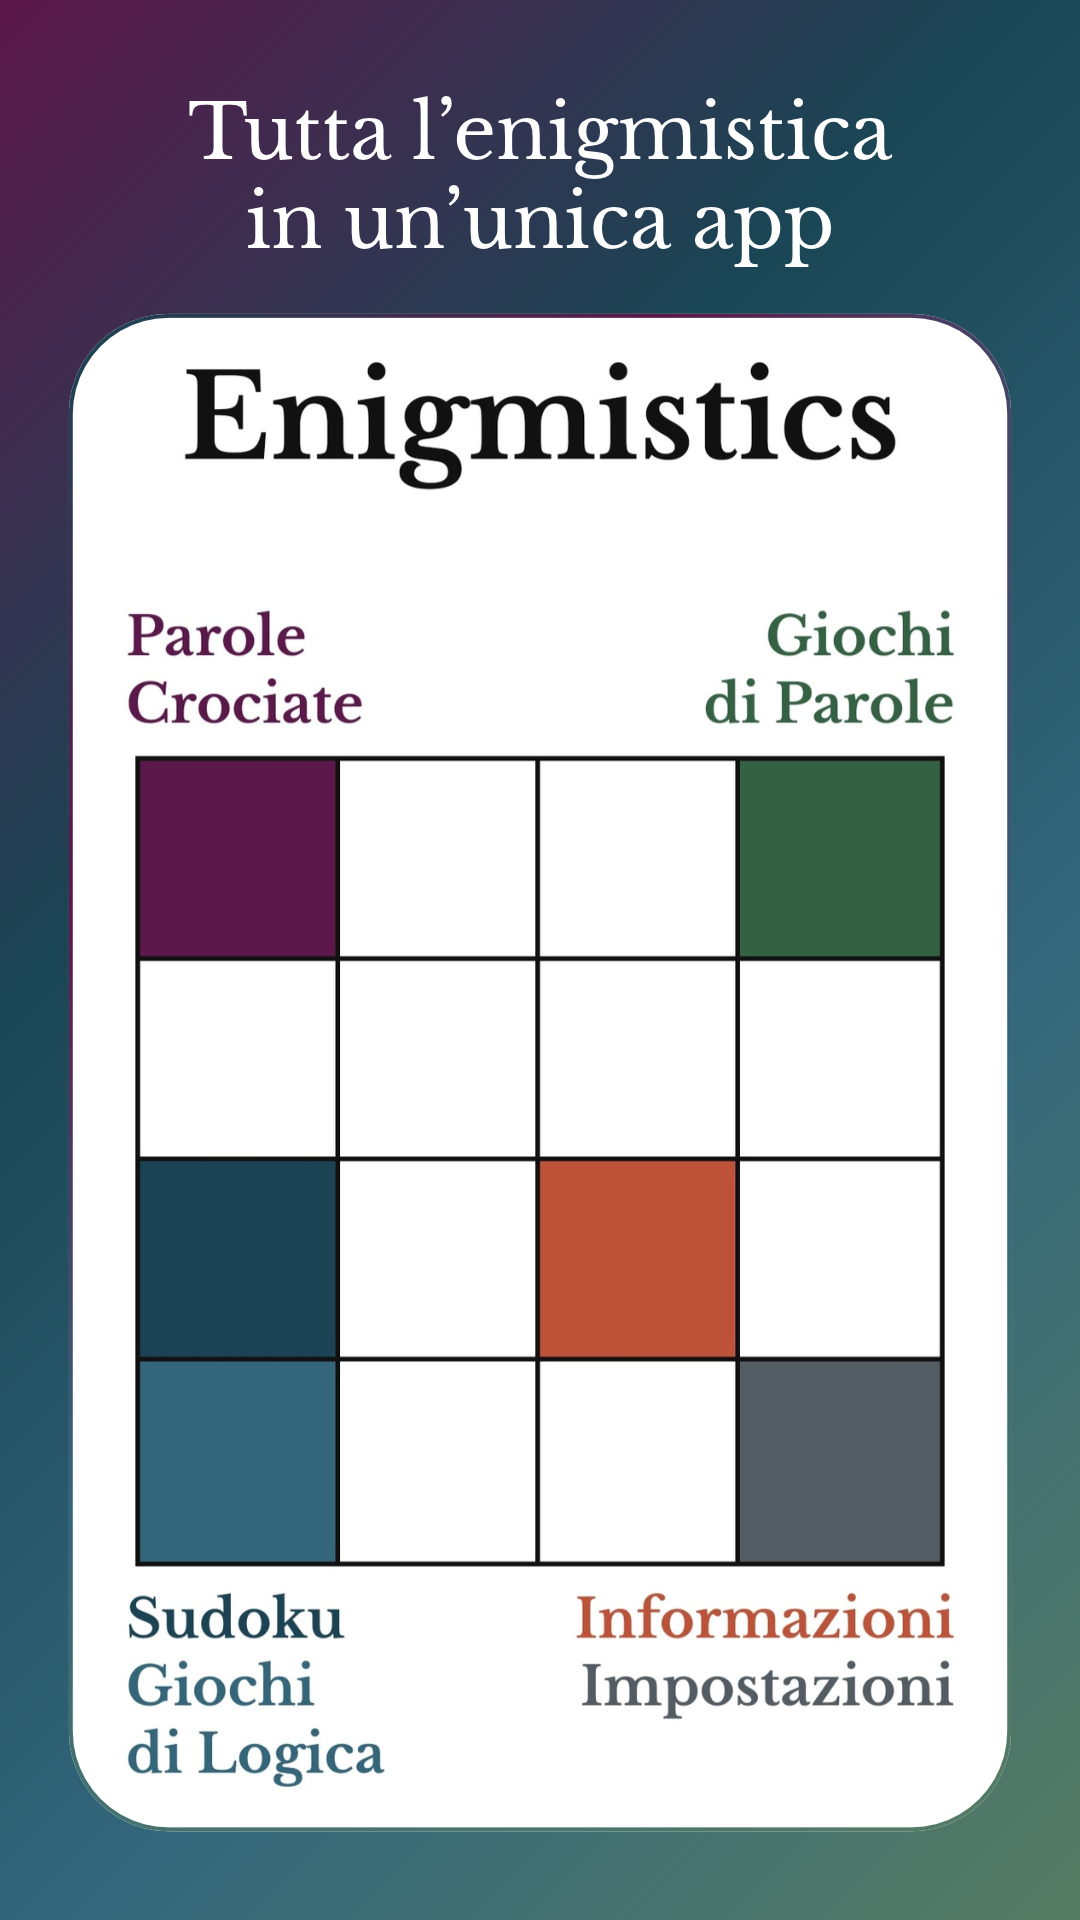 Tutta l’enigmistica
in un’unica app
Enigmistics
Parole
Crociate
Giochi
di Parole
Sudoku
Giochi
di Logica
Informazioni
Impostazioni